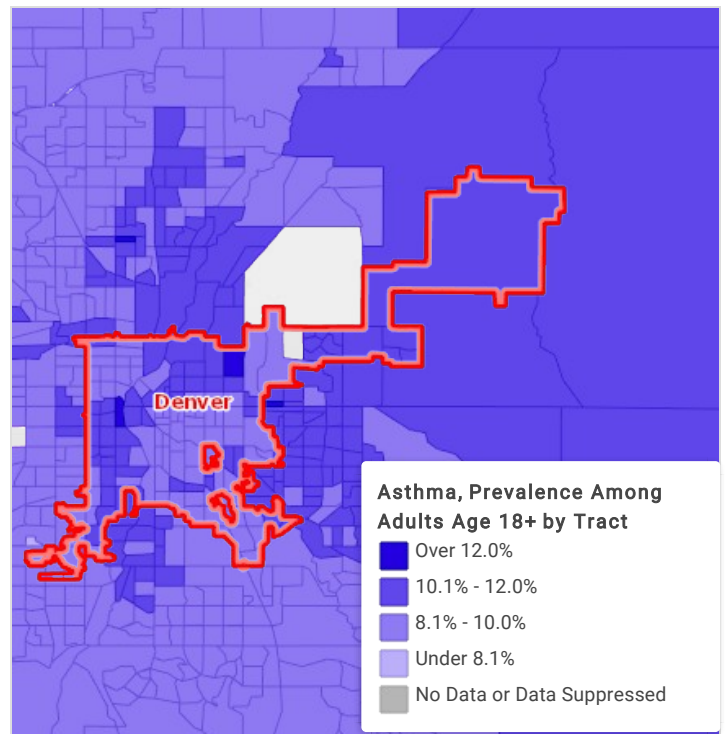 Denver
Asthma, Prevalence Among
Adults Age 18+ by Tract
Over 12.0%
10.1% - 12.0%
8.1% - 10.0%
Under 8.1%
No Data or Data Suppressed